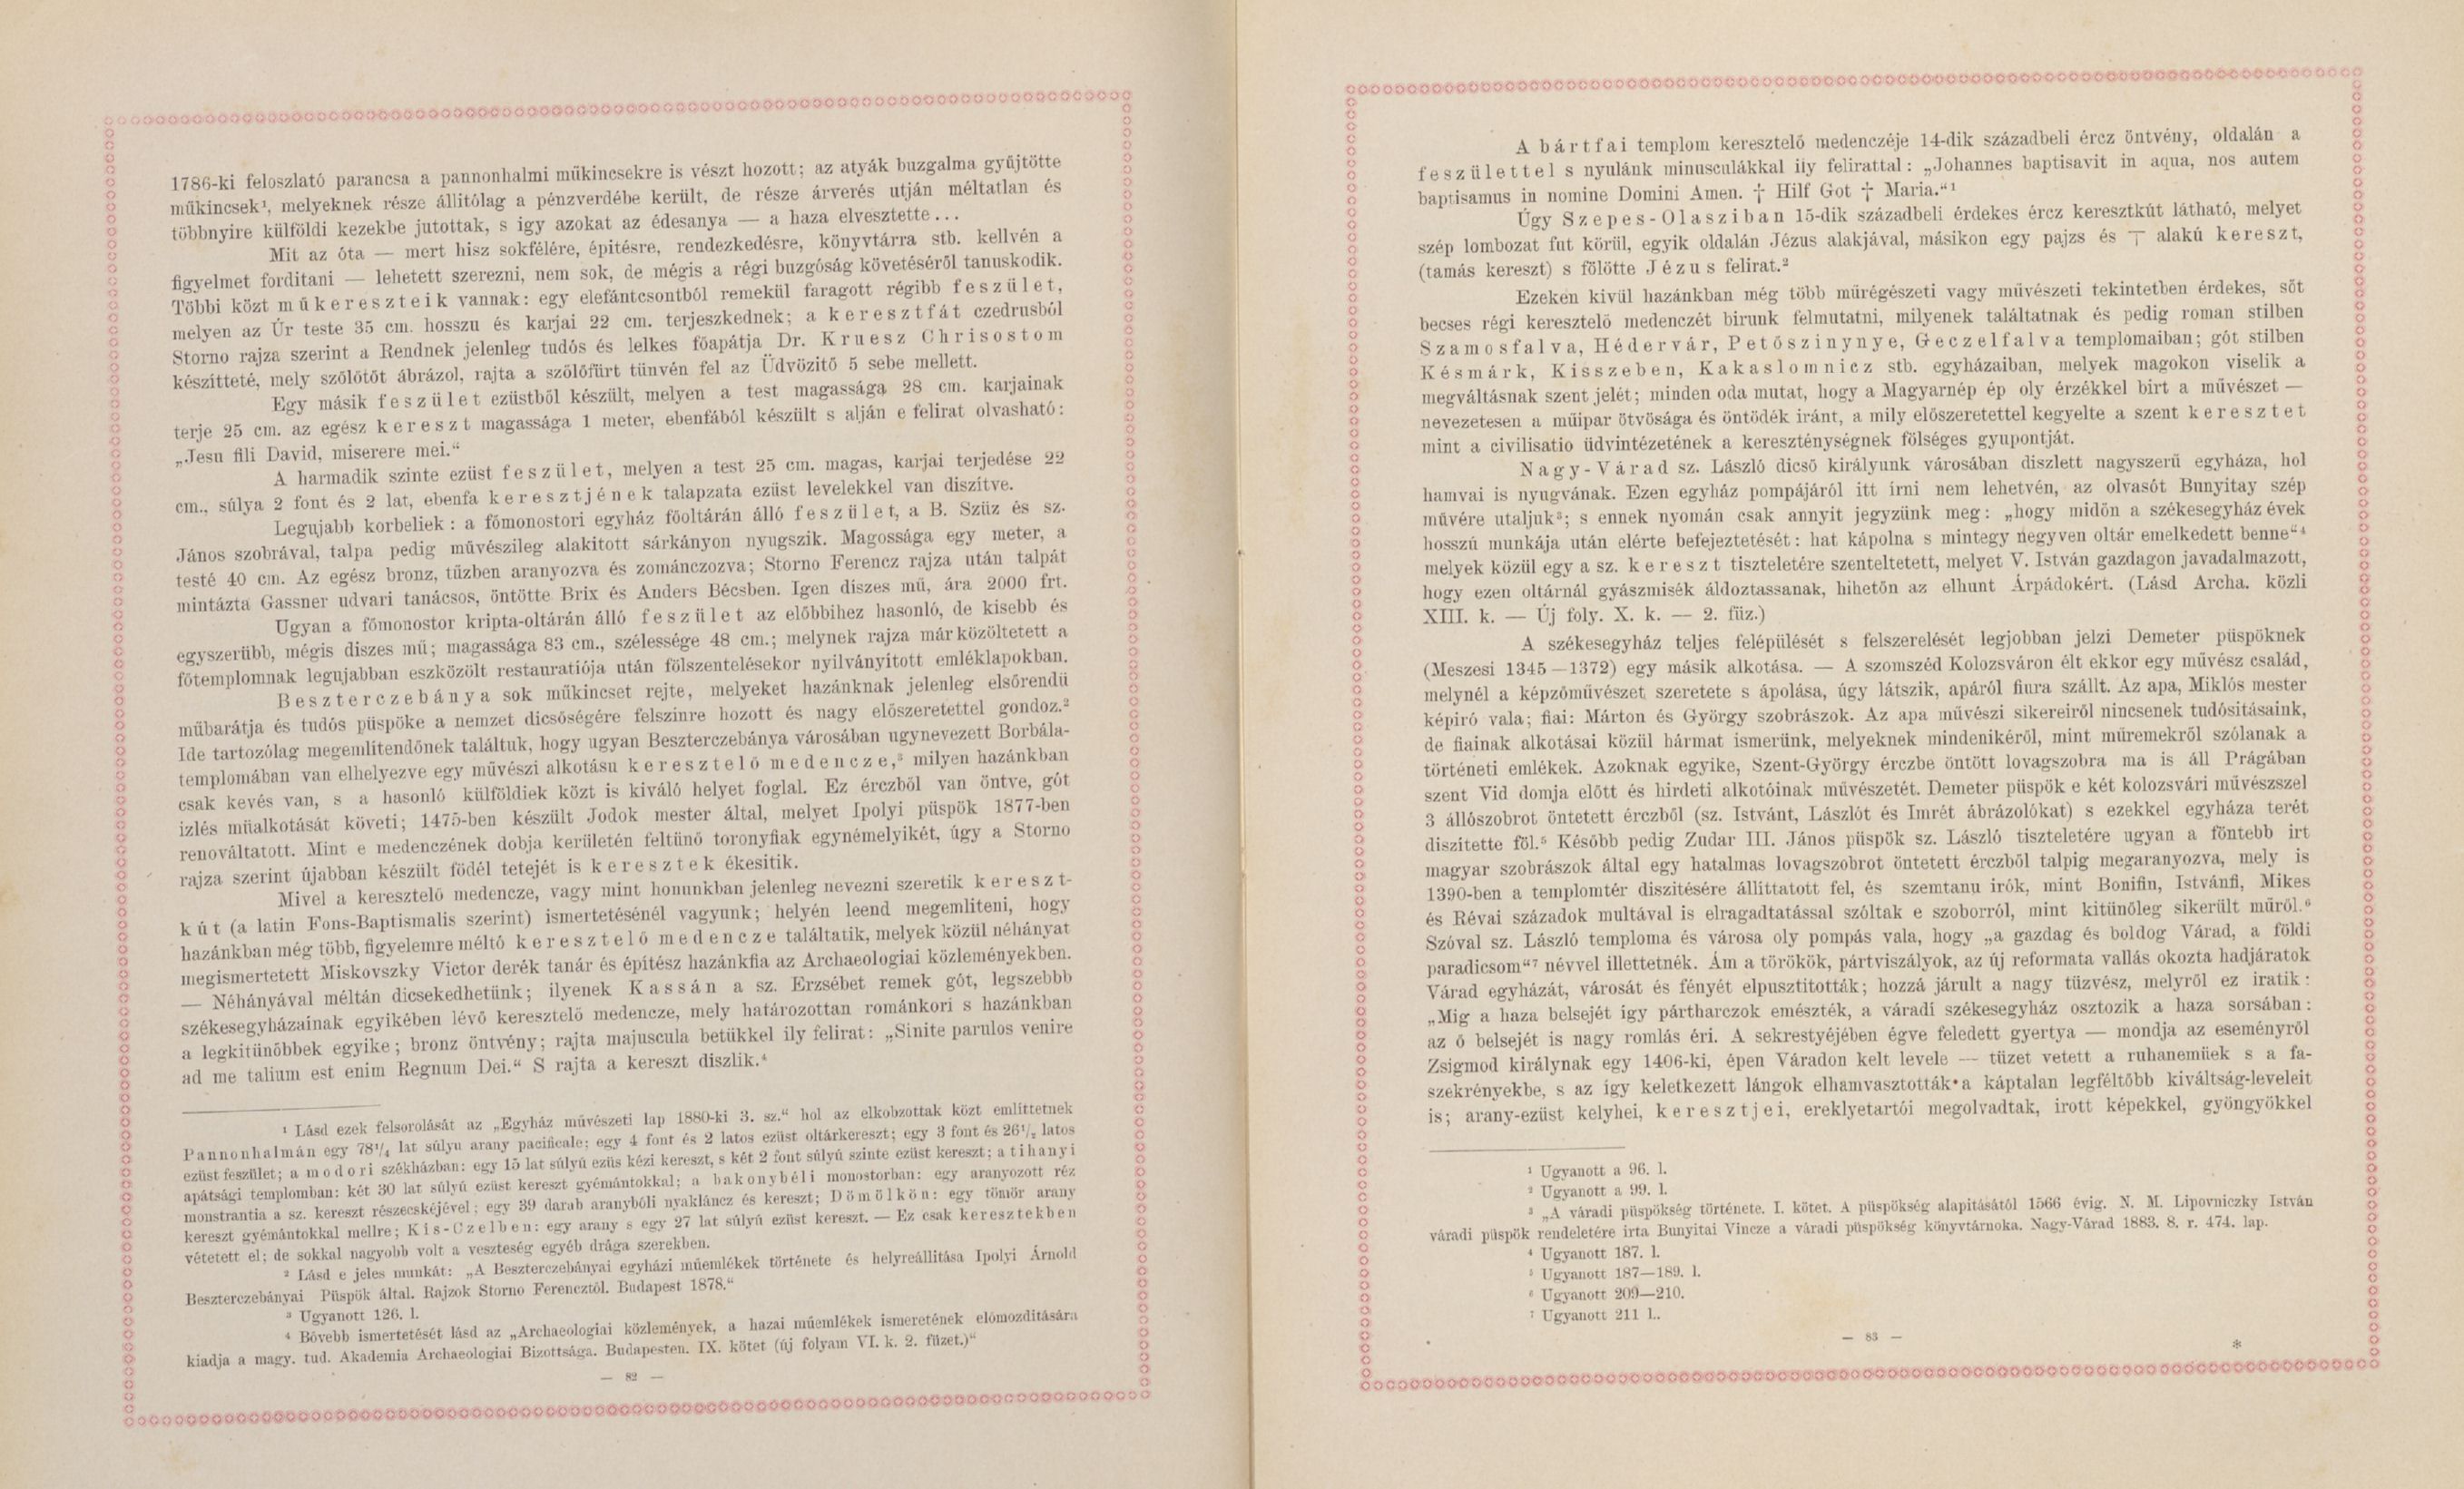 1786-ki feloszlató parancsa a pannonhalmi műkincsekre is vészt hozott; az atyák buzgalma gyűjtötte
műkincsek¹, melyeknek része állitólag a pénzverdébe került, de része árverés utján méltatlan és
többnyire külföldi kezekbe jutottak, s igy azokat az édesanya — a haza elvesztette...
Mit az óta — mert hisz sokfélére, épitésre, rendezkedésre, könyvtárra stb. kellvén a
figyelmet forditani — lehetett szerezni, nem sok, de mégis a régi buzgóság követéséről tanuskodik.
Többi közt műkereszteik vannak: egy elefántcsontból remekül faragott régibb feszület,
melyen az Úr teste 35 cm. hosszu és karjai 22 cm. terjeszkednek; a keresztfát czedrusból
Storno rajza szerint a Rendnek jelenleg tudós és lelkes főapátja Dr. Kruesz Chrisostom
készítteté, mely szőlőtőt ábrázol, rajta a szőlőfürt tünvén fel az Üdvözitő 5 sebe mellett.
Egy másik feszület ezüstből készült, melyen a test magassága 28 cm. karjainak
terje 25 cm. az egész kereszt magassága 1 meter, ebenfából készült s alján e felirat olvasható:
„Jesu fili David, miserere mei.“
A harmadik szinte ezüst feszület, melyen a test 25 cm. magas, karjai terjedése 22
cm., súlya 2 font és 2 lat, ebenfa keresztjének talapzata ezüst levelekkel van diszítve.
Legujabb korbeliek: a főmonostori egyház főoltárán álló feszület, a B. Szüz és sz.
János szobrával, talpa pedig művészileg alakitott sárkányon nyugszik. Magossága egy meter, a
testé 40 cm. Az egész bronz, tűzben aranyozva és zománczozva; Storno Ferencz rajza után talpát
mintázta Gassner udvari tanácsos, öntötte Brix és Anders Bécsben. Igen diszes mű, ára 2000 frt.
Ugyan a főmonostor kripta-oltárán álló feszület az előbbihez hasonló, de kisebb és
egyszerübb, mégis diszes mű; magassága 83 cm., szélessége 48 cm.; melynek rajza már közöltetett a
főtemplomnak legujabban eszközölt restauratiója után fölszentelésekor nyilványitott emléklapokban.
Beszterczebánya sok műkincset rejte, melyeket hazánknak jelenleg elsőrendü
műbarátja és tudós püspöke a nemzet dicsőségére felszinre hozott és nagy előszeretettel gondoz.²
Ide tartozólag megemlitendőnek találtuk, hogy ugyan Beszterczebánya városában ugynevezett Borbála-
templomában van elhelyezve egy művészi alkotásu keresztelő medencze,³ milyen hazánkban
csak kevés van, s a hasonló külföldiek közt is kiváló helyet foglal. Ez érczből van öntve, gót
izlés müalkotását követi; 1475-ben készült Jodok mester által, melyet Ipolyi püspök 1877-ben
renováltatott. Mint e medenczének dobja kerületén feltünő toronyfiak egynémelyikét, úgy a Storno
rajza szerint újabban készült födél tetejét is keresztek ékesitik.
Mivel a keresztelő medencze, vagy mint honunkban jelenleg nevezni szeretik kereszt-
kút (a latin Fons-Baptismalis szerint) ismertetésénél vagyunk; helyén leend megemliteni, hogy
hazánkban még több, figyelemre méltó keresztelő medencze találtatik, melyek közül néhányat
megismertetett Miskovszky Victor derék tanár és építész hazánkfia az Archaeologiai közleményekben.
— Néhányával méltán dicsekedhetünk; ilyenek Kassán a sz. Erzsébet remek gót, legszebbb
székesegyházainak egyikében lévő keresztelő medencze, mely határozottan románkori s hazánkban
a legkitünőbbek egyike; bronz öntvény; rajta majuscula betükkel ily felirat: „Sinite parulos venire
ad me talium est enim Regnum Dei.“ S rajta a kereszt diszlik.⁴
¹ Lásd ezek felsorolását az „Egyház művészeti lap 1880-ki 3. sz.“ hol az elkobzottak közt említtetnek
Pannonhalmán egy 78¹/₄ lat súlyu arany pacificale; egy 4 font és 2 latos ezüst oltárkereszt; egy 3 font és 26¹/₂ latos
ezüst feszület; a modori székházban: egy 15 lat súlyú ezüs kézi kereszt, s két 2 font súlyú szinte ezüst kereszt; a tihanyi
apátsági templomban: két 30 lat súlyú ezüst kereszt gyémántokkal; a bakonybéli monostorban: egy aranyozott réz
monstrantia a sz. kereszt részecskéjével; egy 39 darab aranybóli nyakláncz és kereszt; Dömölkön: egy tömör arany
kereszt gyémántokkal mellre; Kis-Czelben: egy arany s egy 27 lat súlyú ezüst kereszt. — Ez csak keresztekben
vétetett el; de sokkal nagyobb volt a veszteség egyéb drága szerekben.
² Lásd e jeles munkát: „A Beszterczebányai egyházi műemlékek története és helyreállitása Ipolyi Árnold
Beszterczebányai Püspök által. Rajzok Storno Ferencztől. Budapest 1878.“
³ Ugyanott 126. l.
⁴ Bővebb ismertetését lásd az „Archaeologiai közlemények, a hazai műemlékek ismeretének előmozditására
kiadja a magy. tud. Akademia Archaeologiai Bizottsága. Budapesten. IX. kötet (új folyam VI. k. 2. füzet.)“
— 82 —
A bártfai templom keresztelő medenczéje 14-dik századbeli ércz öntvény, oldalán a
feszülettel s nyulánk minusculákkal ily felirattal: „Johannes baptisavit in aqua, nos autem
baptisamus in nomine Domini Amen. † Hilf Got † Maria.“¹
Úgy Szepes-Olasziban 15-dik századbeli érdekes ércz keresztkút látható, melyet
szép lombozat fut körül, egyik oldalán Jézus alakjával, másikon egy pajzs és ┬ alakú kereszt,
(tamás kereszt) s fölötte Jézus felirat.²
Ezeken kivül hazánkban még több műrégészeti vagy művészeti tekintetben érdekes, sőt
becses régi keresztelő medenczét birunk felmutatni, milyenek találtatnak és pedig roman stilben
Szamosfalva, Hédervár, Petőszinynye, Geczelfalva templomaiban; gót stilben
Késmárk, Kisszeben, Kakaslomnicz stb. egyházaiban, melyek magokon viselik a
megváltásnak szent jelét; minden oda mutat, hogy a Magyarnép ép oly érzékkel birt a művészet —
nevezetesen a műipar ötvösága és öntödék iránt, a mily előszeretettel kegyelte a szent keresztet
mint a civilisatio üdvintézetének a kereszténységnek fölséges gyupontját.
Nagy-Várad sz. László dicső királyunk városában diszlett nagyszerű egyháza, hol
hamvai is nyugvának. Ezen egyház pompájáról itt írni nem lehetvén, az olvasót Bunyitay szép
művére utaljuk³; s ennek nyomán csak annyit jegyzünk meg: „hogy midőn a székesegyház évek
hosszú munkája után elérte befejeztetését: hat kápolna s mintegy negyven oltár emelkedett benne“⁴
melyek közül egy a sz. kereszt tiszteletére szenteltetett, melyet V. István gazdagon javadalmazott,
hogy ezen oltárnál gyászmisék áldoztassanak, hihetőn az elhunt Árpádokért. (Lásd Archa. közli
XIII. k. — Új foly. X. k. — 2. füz.)
A székesegyház teljes felépülését s felszerelését legjobban jelzi Demeter püspöknek
(Meszesi 1345—1372) egy másik alkotása. — A szomszéd Kolozsváron élt ekkor egy művész család,
melynél a képzőművészet szeretete s ápolása, úgy látszik, apáról fiura szállt. Az apa, Miklós mester
képiró vala; fiai: Márton és György szobrászok. Az apa művészi sikereiről nincsenek tudósitásaink,
de fiainak alkotásai közül hármat ismerünk, melyeknek mindenikéről, mint műremekről szólanak a
történeti emlékek. Azoknak egyike, Szent-György érczbe öntött lovagszobra ma is áll Prágában
szent Vid domja előtt és hirdeti alkotóinak művészetét. Demeter püspök e két kolozsvári művészszel
3 állószobrot öntetett érczből (sz. Istvánt, Lászlót és Imrét ábrázolókat) s ezekkel egyháza terét
diszitette föl.⁵ Később pedig Zudar III. János püspök sz. László tiszteletére ugyan a föntebb irt
magyar szobrászok által egy hatalmas lovagszobrot öntetett érczből talpig megaranyozva, mely is
1390-ben a templomtér diszitésére állíttatott fel, és szemtanu irók, mint Bonifin, Istvánfi, Mikes
és Révai századok multával is elragadtatással szóltak e szoborról, mint kitünőleg sikerült műről.⁶
Szóval sz. László temploma és városa oly pompás vala, hogy „a gazdag és boldog Várad, a földi
paradicsom“⁷ névvel illettetnék. Ám a törökök, pártviszályok, az új reformata vallás okozta hadjáratok
Várad egyházát, városát és fényét elpusztitották; hozzá járult a nagy tüzvész, melyről ez iratik:
„Mig a haza belsejét igy pártharczok emészték, a váradi székesegyház osztozik a haza sorsában:
az ő belsejét is nagy romlás éri. A sekrestyéjében égve feledett gyertya — mondja az eseményről
Zsigmod királynak egy 1406-ki, épen Váradon kelt levele — tüzet vetett a ruhaneműek s a fa-
szekrényekbe, s az így keletkezett lángok elhamvasztották a káptalan legféltőbb kiváltság-leveleit
is; arany-ezüst kelyhei, keresztjei, ereklyetartói megolvadtak, irott képekkel, gyöngyökkel
¹ Ugyanott a 96. l.
² Ugyanott a 99. l.
³ „A váradi püspökség története. I. kötet. A püspökség alapitásától 1566 évig. N. M. Lipovniczky István
váradi püspök rendeletére irta Bunyitai Vincze a váradi püspökség könyvtárnoka. Nagy-Várad 1883. 8. r. 474. lap.
⁴ Ugyanott 187. l.
⁵ Ugyanott 187—189. l.
⁶ Ugyanott 209—210.
⁷ Ugyanott 211 l..
— 83 —
*